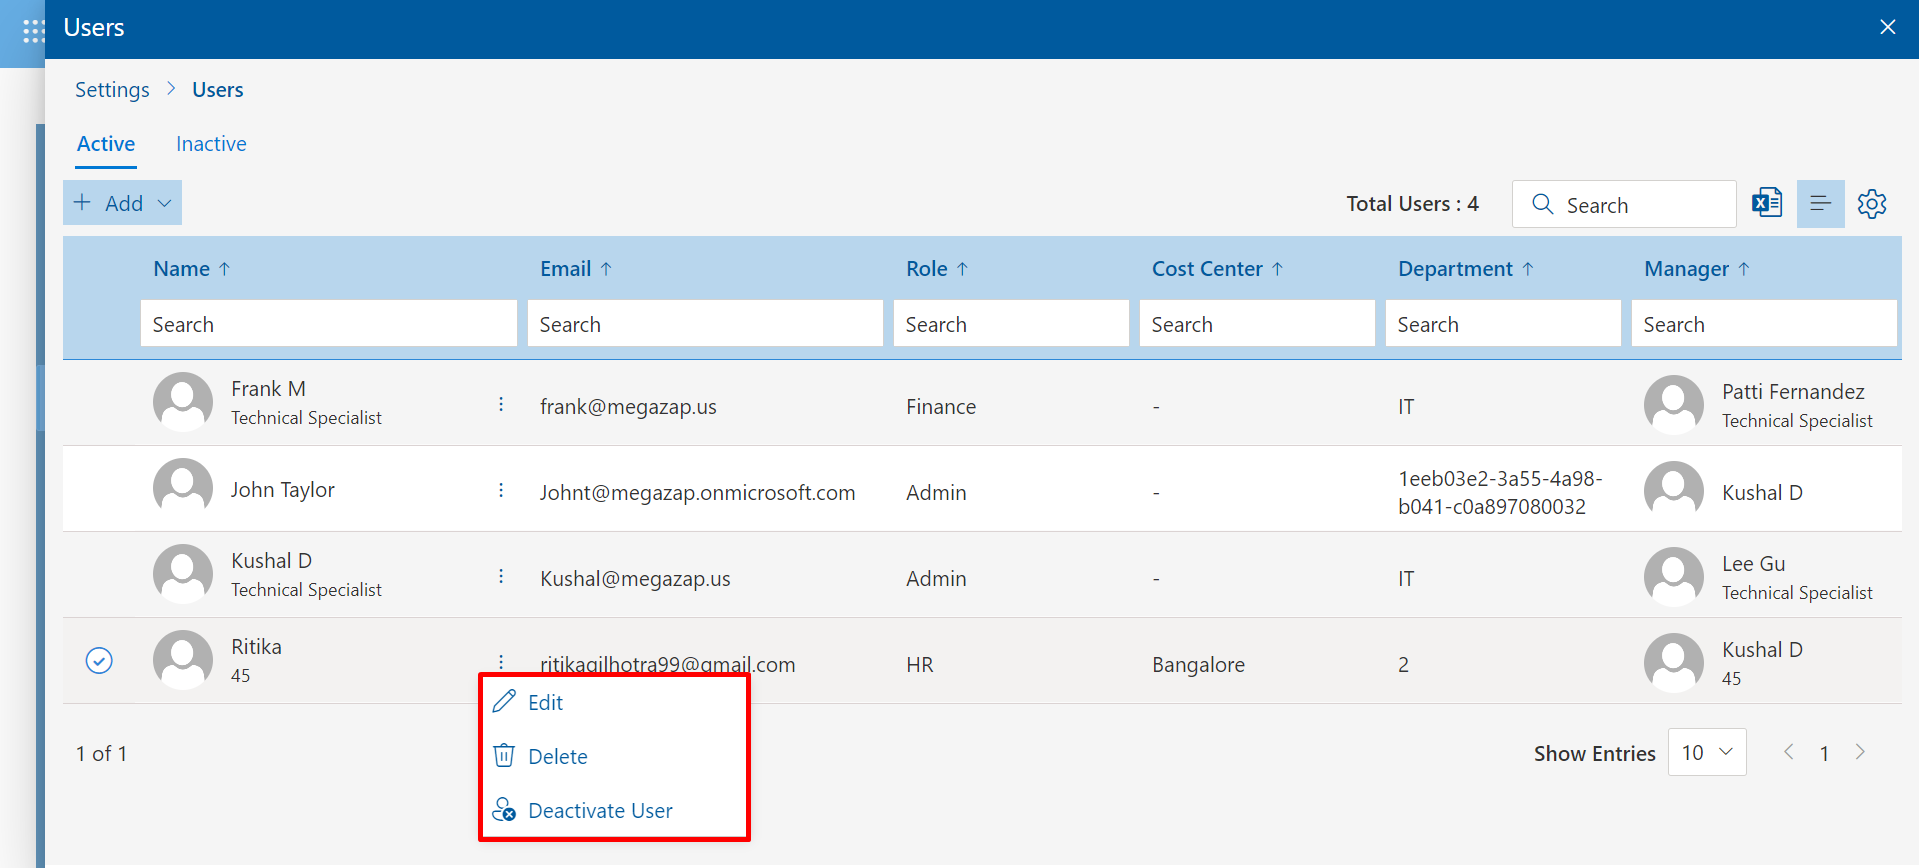 Users
Settings > Users
Active Inactive
+ Add Total Users : 4 Search
Name ↑ Email ↑ Role ↑ Cost Center ↑ Department ↑ Manager ↑
Search Search Search Search Search Search
Frank M
Technical Specialist
frank@megazap.us Finance - IT
Patti Fernandez
Technical Specialist
John Taylor Johnt@megazap.onmicrosoft.com Admin -
1eeb03e2-3a55-4a98-
b041-c0a897080032
Kushal D
Kushal D
Technical Specialist
Kushal@megazap.us Admin - IT
Lee Gu
Technical Specialist
Ritika
45
ritikagilhotra99@gmail.com HR Bangalore 2
Kushal D
45
Edit
Delete
Deactivate User
1 of 1 Show Entries 10 < 1 >